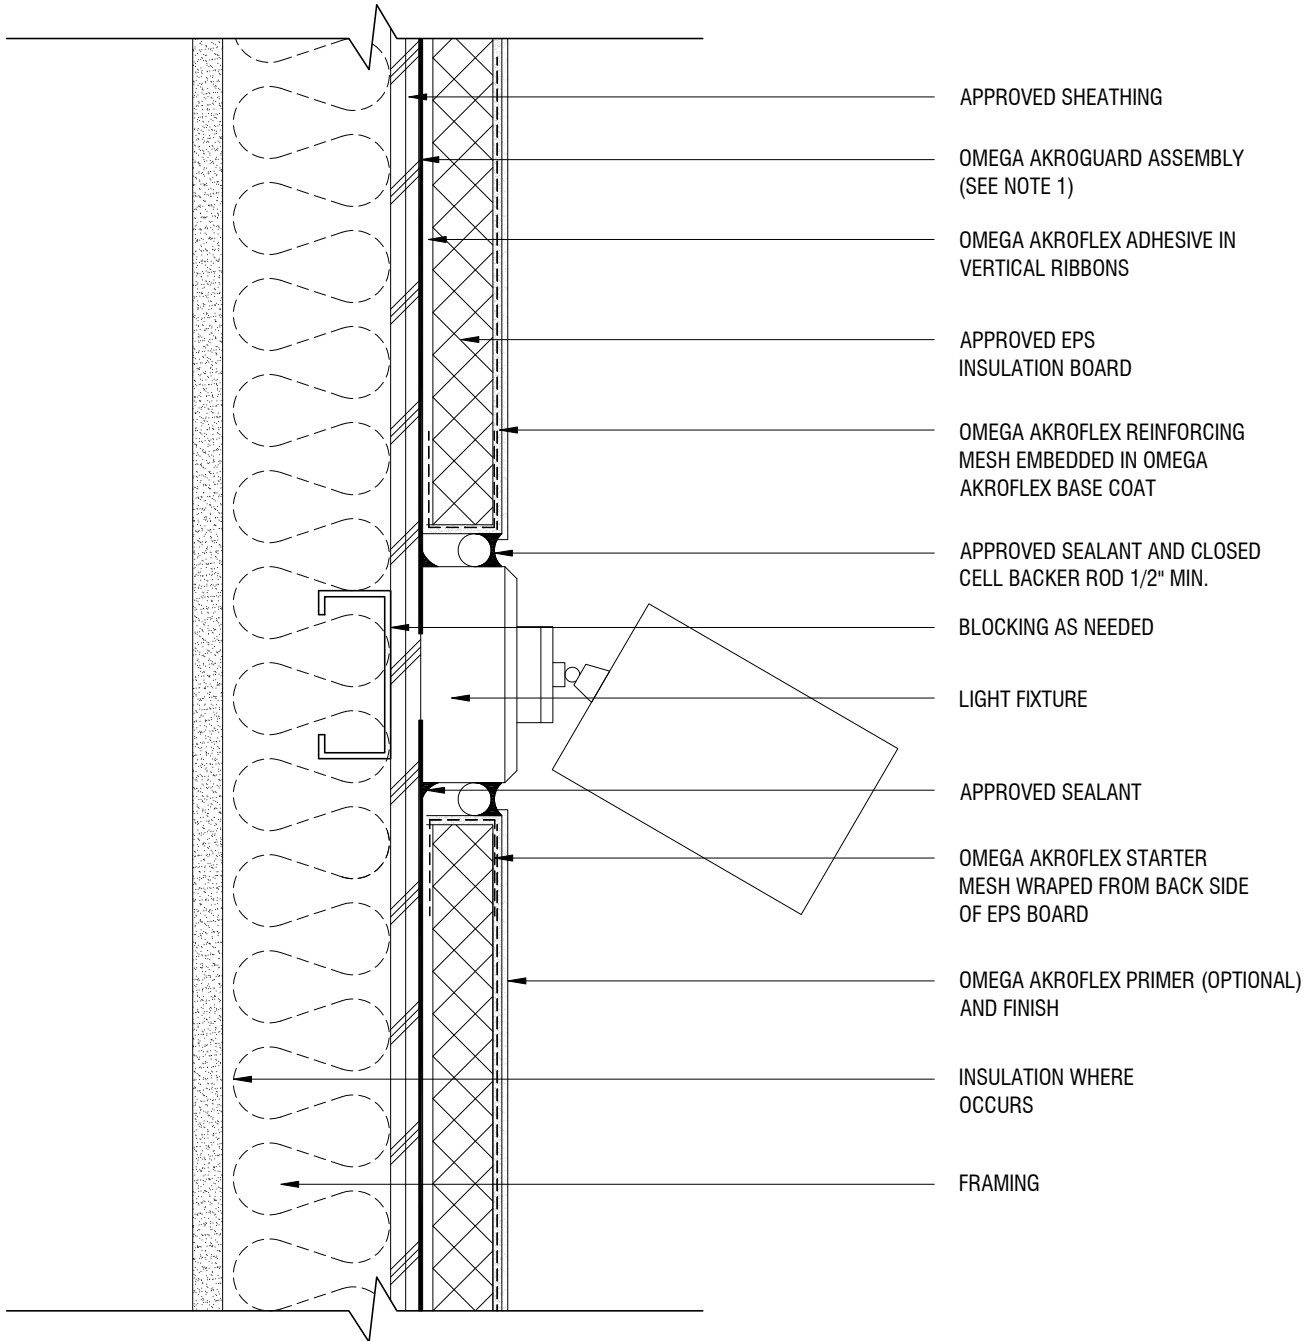 APPROVED SHEATHING
OMEGA AKROGUARD ASSEMBLY
(SEE NOTE 1)
OMEGA AKROFLEX ADHESIVE IN
VERTICAL RIBBONS
APPROVED EPS
INSULATION BOARD
OMEGA AKROFLEX REINFORCING
MESH EMBEDDED IN OMEGA
AKROFLEX BASE COAT
APPROVED SEALANT AND CLOSED
CELL BACKER ROD 1/2" MIN.
BLOCKING AS NEEDED
LIGHT FIXTURE
APPROVED SEALANT
OMEGA AKROFLEX STARTER
MESH WRAPED FROM BACK SIDE
OF EPS BOARD
OMEGA AKROFLEX PRIMER (OPTIONAL)
AND FINISH
INSULATION WHERE
OCCURS
FRAMING